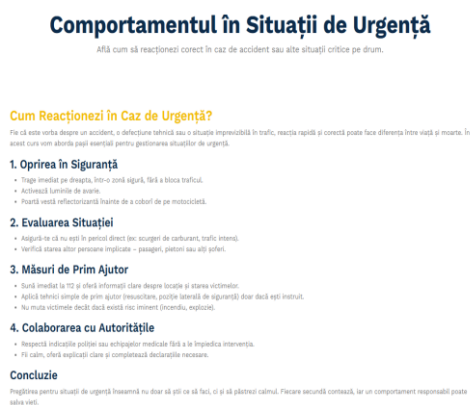 Comportamentul în Situații de Urgență
Află cum să reacționezi corect în caz de accident sau alte situații critice pe drum.
Cum Reacționezi în Caz de Urgență?
Fie că este vorba despre un accident, o defecțiune tehnică sau o situație imprevizibilă în trafic, reacția rapidă și corectă poate face diferența între viață și moarte. În
acest curs vom aborda pașii esențiali pentru gestionarea situațiilor de urgență.
1. Oprirea în Siguranță
• Trage imediat pe dreapta, într-o zonă sigură, fără a bloca traficul.
• Activează luminile de avarie.
• Poartă vestă reflectorizantă înainte de a coborî de pe motocicletă.
2. Evaluarea Situației
• Asigură-te că nu ești în pericol direct (ex: scurgeri de carburant, trafic intens).
• Verifică starea altor persoane implicate – pasageri, pietoni sau alți șoferi.
3. Măsuri de Prim Ajutor
• Sună imediat la 112 și oferă informații clare despre locație și starea victimelor.
• Aplică tehnici simple de prim ajutor (resuscitare, poziție laterală de siguranță) doar dacă ești instruit.
• Nu muta victimele decât dacă există risc iminent (incendiu, explozie).
4. Colaborarea cu Autoritățile
• Respectă indicațiile poliției sau echipajelor medicale fără a le împiedica intervenția.
• Fii calm, oferă explicații clare și completează declarațiile necesare.
Concluzie
Pregătirea pentru situații de urgență înseamnă nu doar să știi ce să faci, ci și să păstrezi calmul. Fiecare secundă contează, iar un comportament responsabil poate
salva vieți.